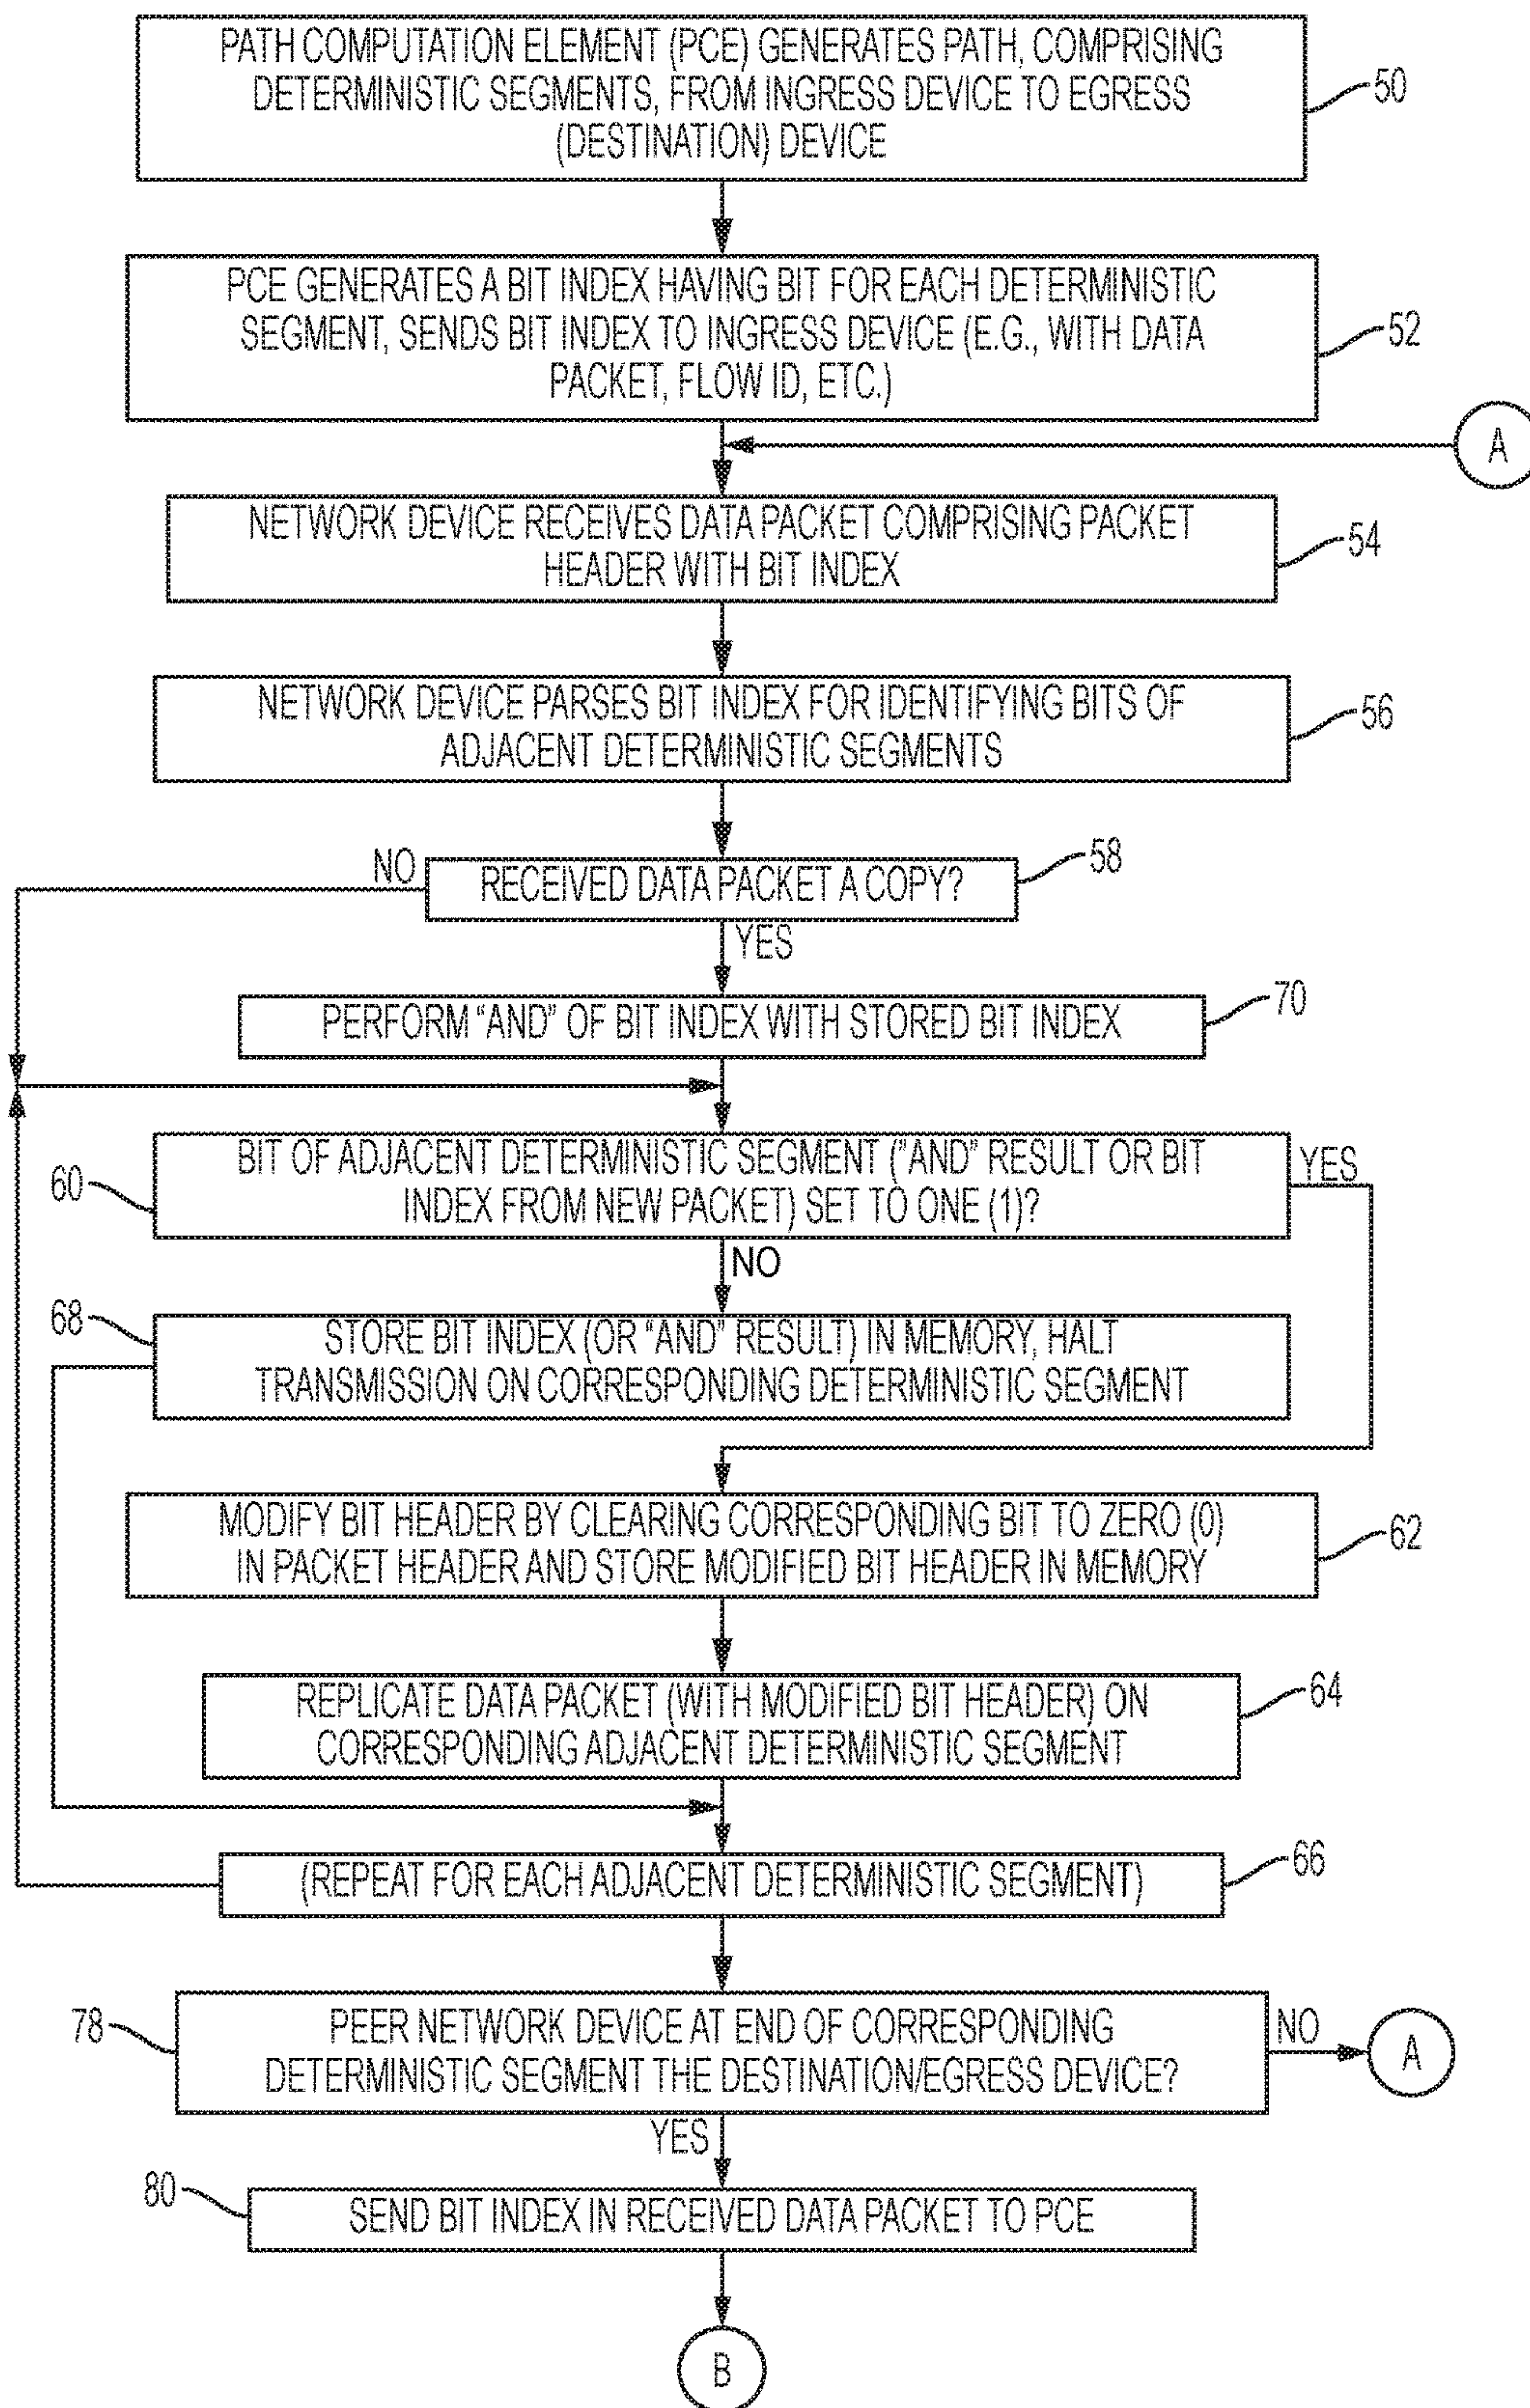 PATH COMPUTATION ELEMENT (PCE) GENERATES PATH, COMPRISING
DETERMINISTIC SEGMENTS, FROM INGRESS DEVICE TO EGRESS
(DESTINATION) DEVICE
50
PCE GENERATES A BIT INDEX HAVING BIT FOR EACH DETERMINISTIC
SEGMENT, SENDS BIT INDEX TO INGRESS DEVICE (E.G., WITH DATA
PACKET, FLOW ID, ETC.)
52
A
NETWORK DEVICE RECEIVES DATA PACKET COMPRISING PACKET
HEADER WITH BIT INDEX
54
NETWORK DEVICE PARSES BIT INDEX FOR IDENTIFYING BITS OF
ADJACENT DETERMINISTIC SEGMENTS
56
NO
RECEIVED DATA PACKET A COPY?
58
YES
PERFORM "AND" OF BIT INDEX WITH STORED BIT INDEX
70
60
BIT OF ADJACENT DETERMINISTIC SEGMENT ("AND" RESULT OR BIT
INDEX FROM NEW PACKET) SET TO ONE (1)?
YES
NO
68
STORE BIT INDEX (OR "AND" RESULT) IN MEMORY, HALT
TRANSMISSION ON CORRESPONDING DETERMINISTIC SEGMENT
MODIFY BIT HEADER BY CLEARING CORRESPONDING BIT TO ZERO (0)
IN PACKET HEADER AND STORE MODIFIED BIT HEADER IN MEMORY
62
REPLICATE DATA PACKET (WITH MODIFIED BIT HEADER) ON
CORRESPONDING ADJACENT DETERMINISTIC SEGMENT
64
(REPEAT FOR EACH ADJACENT DETERMINISTIC SEGMENT)
66
78
PEER NETWORK DEVICE AT END OF CORRESPONDING
DETERMINISTIC SEGMENT THE DESTINATION/EGRESS DEVICE?
NO
A
YES
80
SEND BIT INDEX IN RECEIVED DATA PACKET TO PCE
B